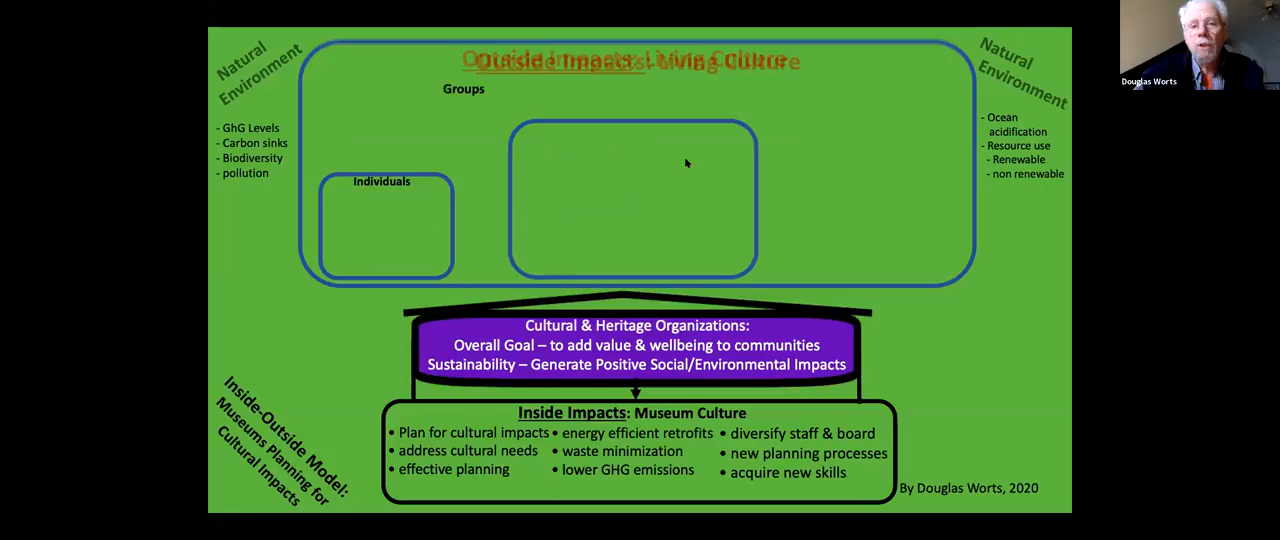 Outside Impacts: Living Culture
Natural
Environment
- GhG Levels
- Carbon sinks
- Biodiversity
- pollution
Groups
Individuals
Natural
Environment
- Ocean
acidification
- Resource use
- Renewable
- non renewable
Douglas Worts
Cultural & Heritage Organizations:
Overall Goal – to add value & wellbeing to communities
Sustainability – Generate Positive Social/Environmental Impacts
Inside Impacts: Museum Culture
• Plan for cultural impacts
• address cultural needs
• effective planning
• energy efficient retrofits
• waste minimization
• lower GHG emissions
• diversify staff & board
• new planning processes
• acquire new skills
Inside-Outside Model:
Museums Planning for
Cultural Impacts
By Douglas Worts, 2020